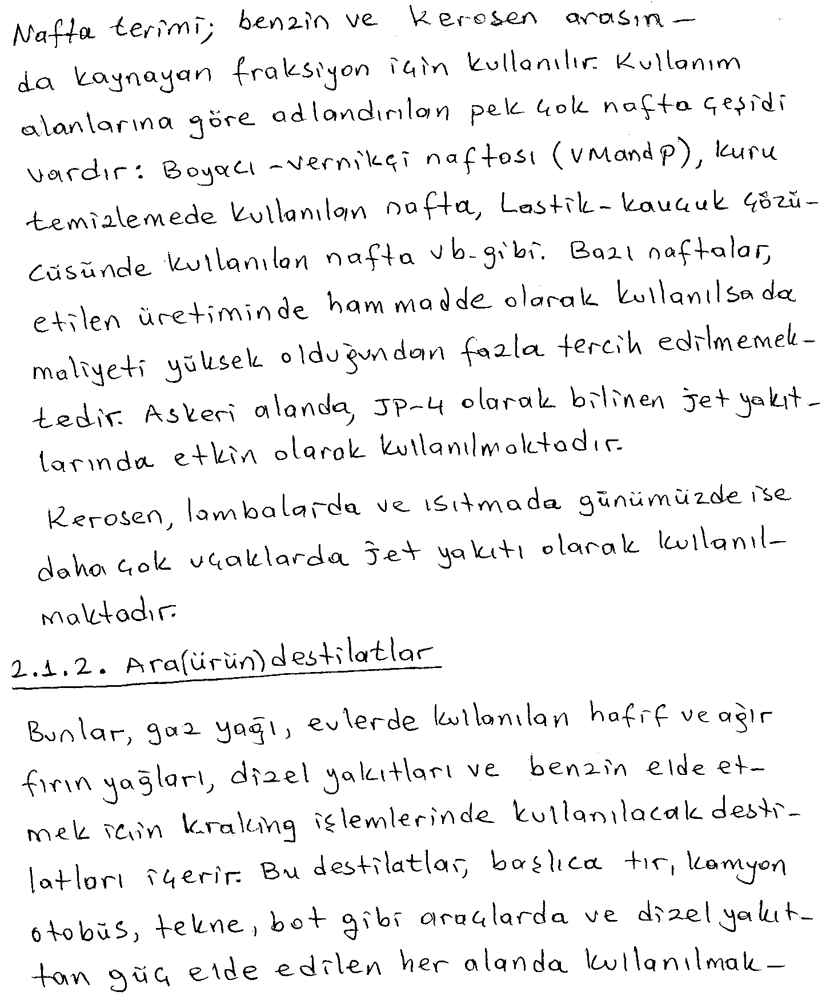 Nafta terimi; benzin ve kerosen arasın-
da kaynayan fraksiyon için kullanılır. Kullanım
alanlarına göre adlandırılan pek çok nafta çeşidi
vardır: Boyacı-vernikçi naftası (VMandP), kuru
temizlemede kullanılan nafta, Lastik-kauçuk çözü-
cüsünde kullanılan nafta vb. gibi. Bazı naftalar,
etilen üretiminde ham madde olarak kullanılsa da
maliyeti yüksek olduğundan fazla tercih edilmemek-
tedir. Askeri alanda, JP-4 olarak bilinen jet yakıt-
larında etkin olarak kullanılmaktadır.
Kerosen, lambalarda ve ısıtmada günümüzde ise
daha çok uçaklarda jet yakıtı olarak kullanıl-
maktadır.
2.1.2. Ara(ürün) destilatlar
Bunlar, gaz yağı, evlerde kullanılan hafif ve ağır
fırın yağları, dizel yakıtları ve benzin elde et-
mek için kraking işlemlerinde kullanılacak desti-
latları içerir. Bu destilatlar, başlıca tır, kamyon
otobüs, tekne, bot gibi araçlarda ve dizel yakıt-
tan güç elde edilen her alanda kullanılmak-